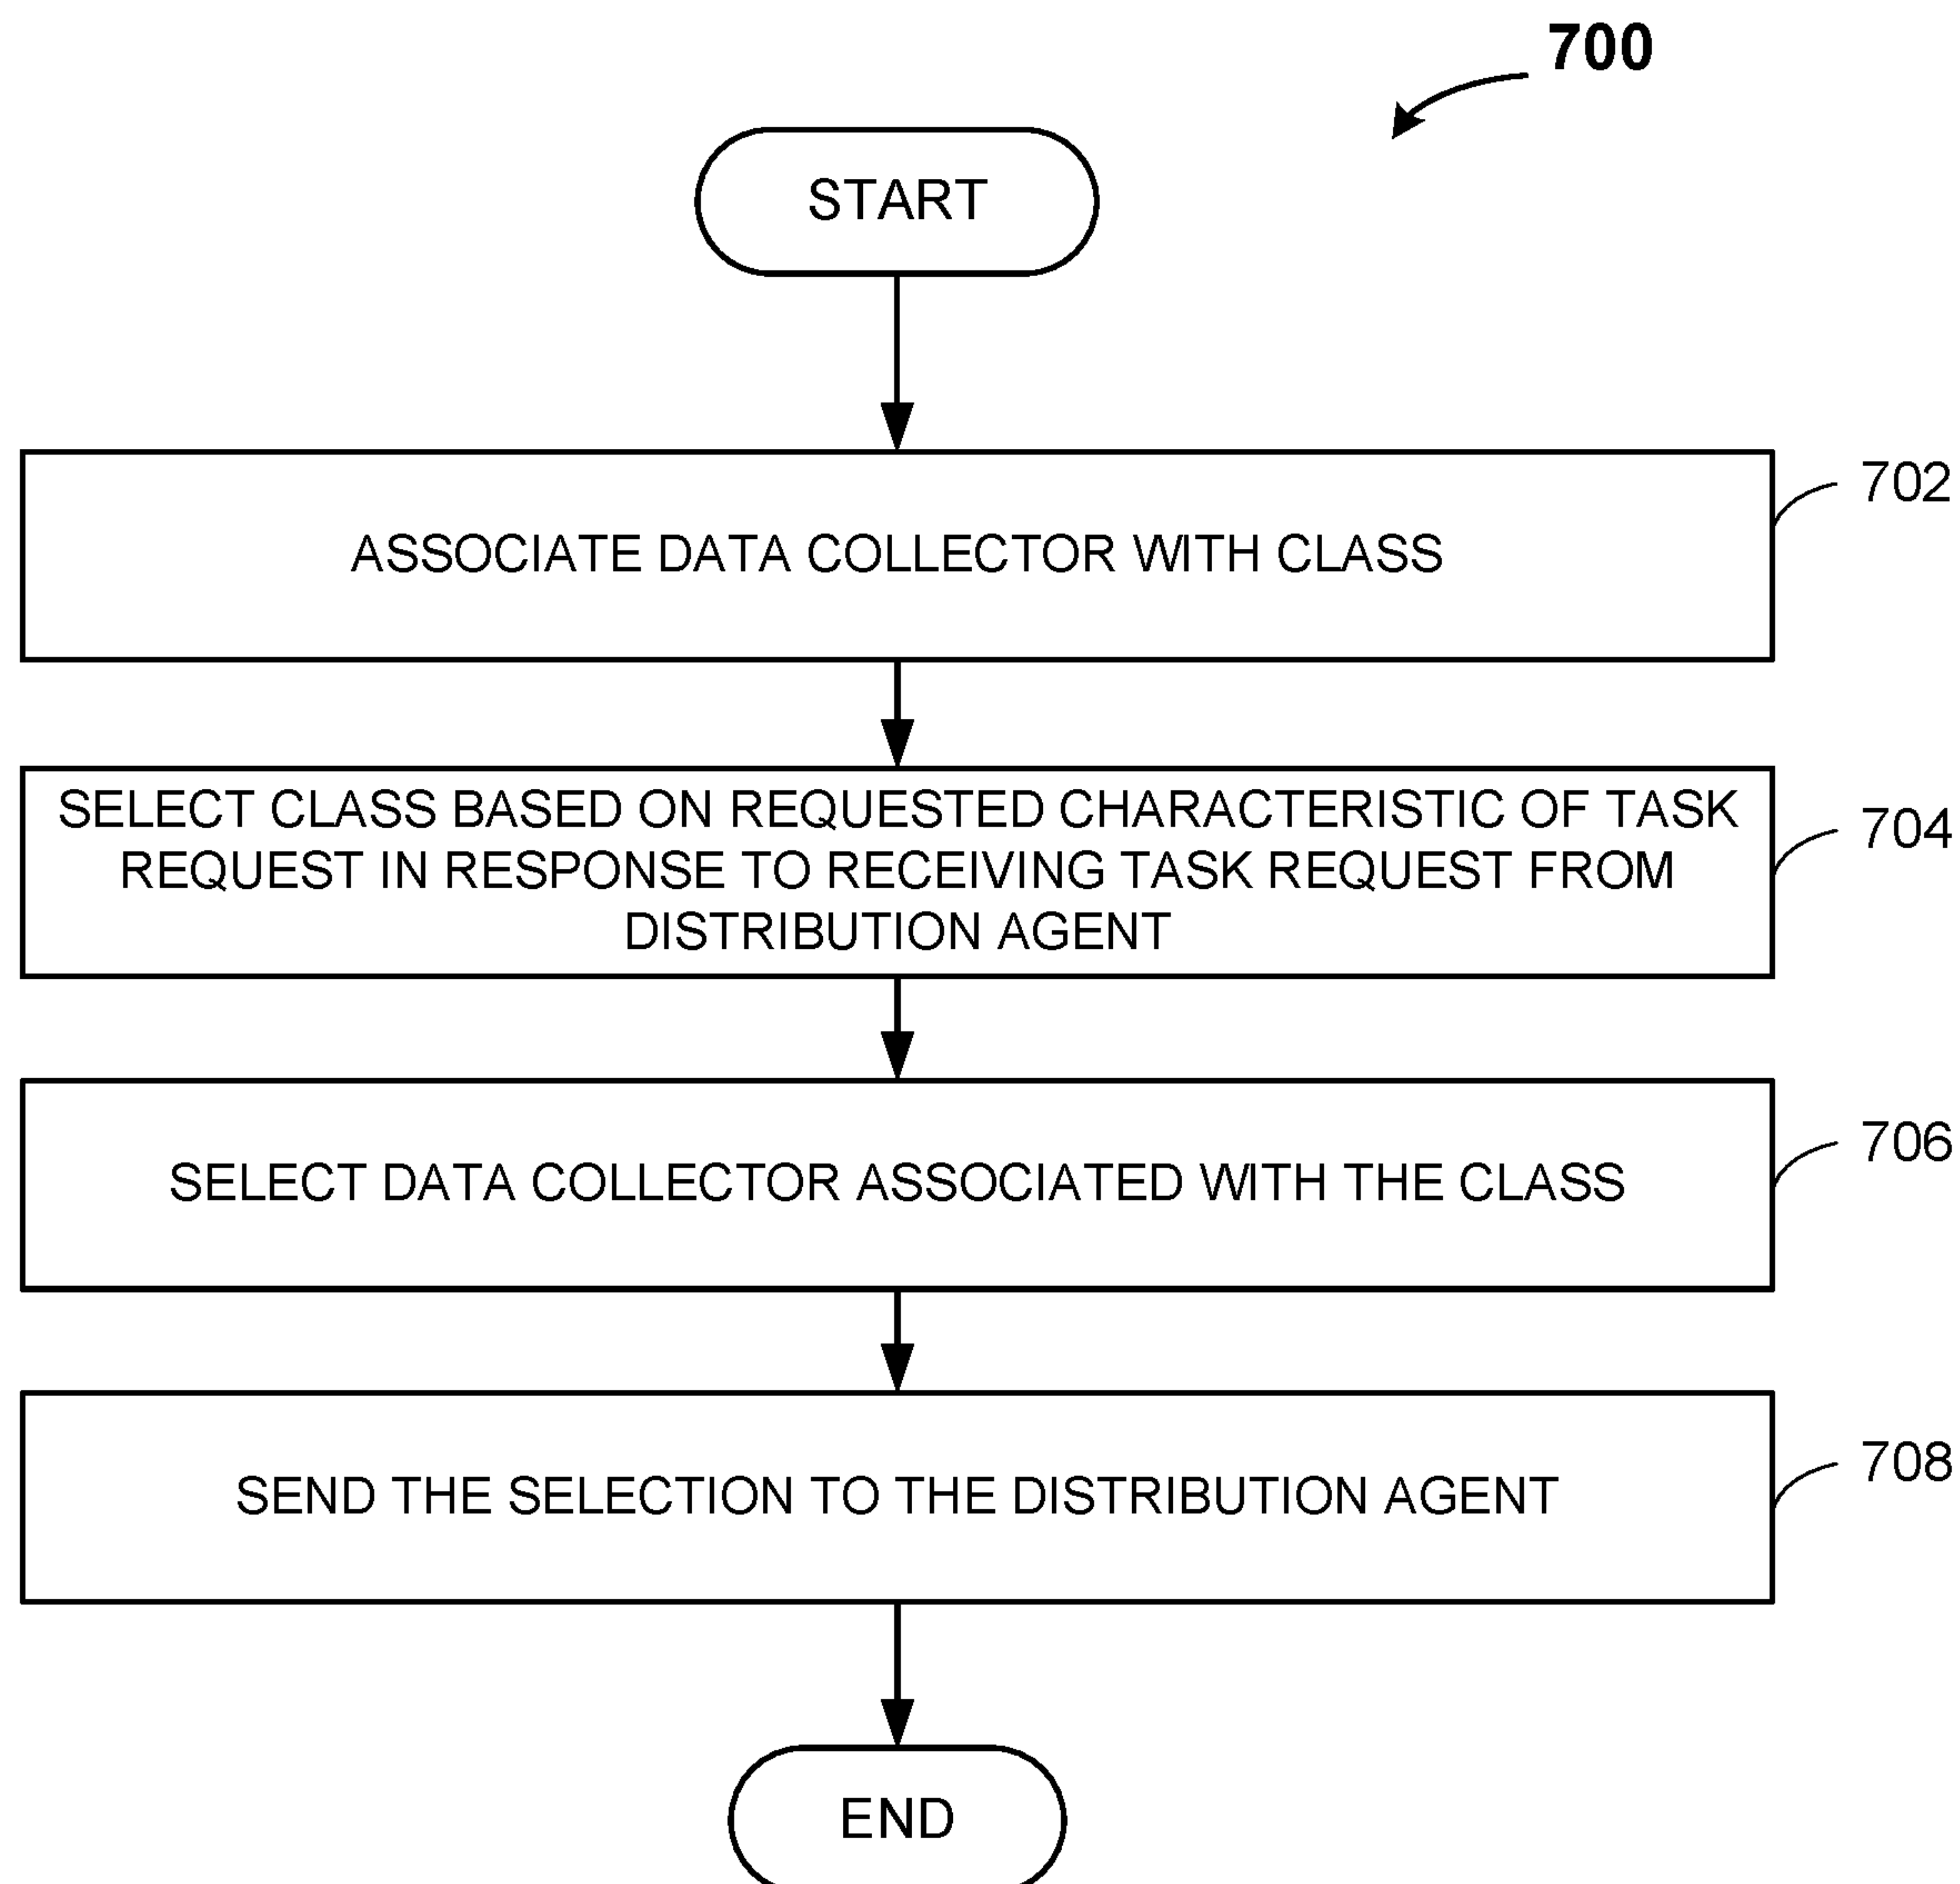 700
START
ASSOCIATE DATA COLLECTOR WITH CLASS
702
SELECT CLASS BASED ON REQUESTED CHARACTERISTIC OF TASK
REQUEST IN RESPONSE TO RECEIVING TASK REQUEST FROM
DISTRIBUTION AGENT
704
SELECT DATA COLLECTOR ASSOCIATED WITH THE CLASS
706
SEND THE SELECTION TO THE DISTRIBUTION AGENT
708
END